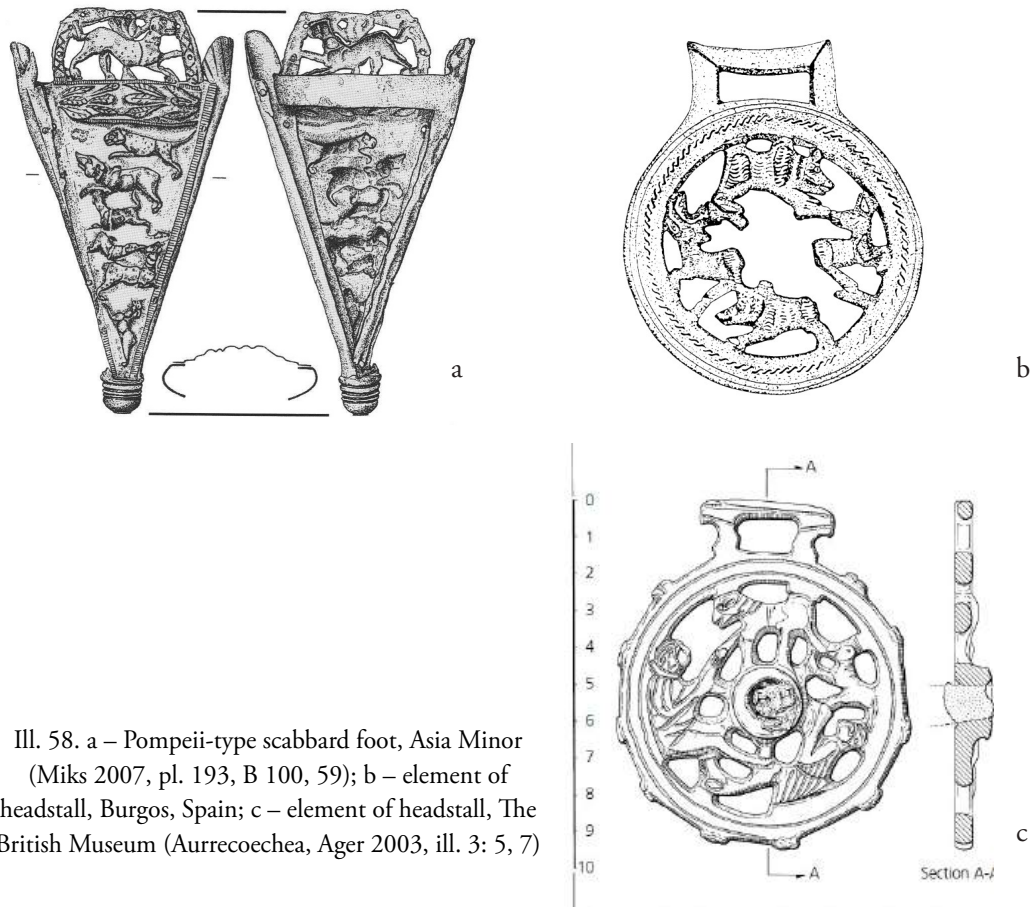 a
b
A
0
1
2
3
4
5
6
7
8
9
10
A
Section A-
c
Ill. 58. a – Pompeii-type scabbard foot, Asia Minor
(Miks 2007, pl. 193, B 100, 59); b – element of
headstall, Burgos, Spain; c – element of headstall, The
British Museum (Aurrecoechea, Ager 2003, ill. 3: 5, 7)